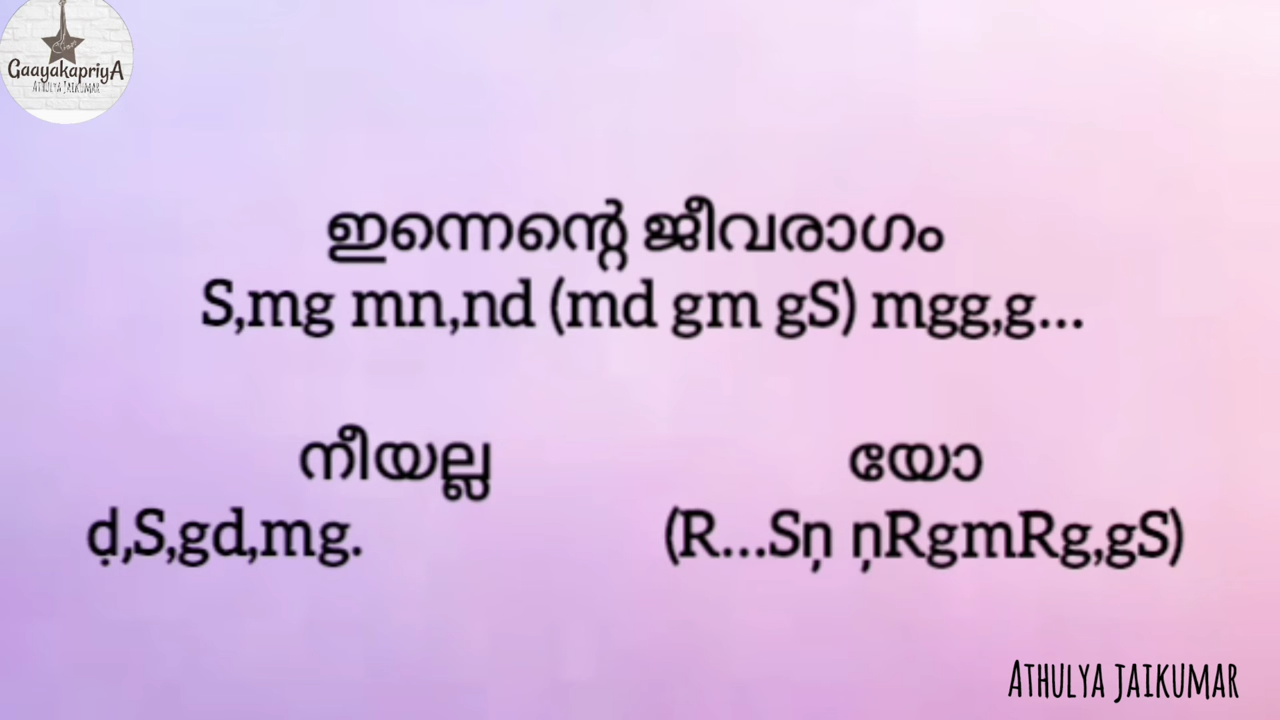 GaayakapriyA
Athulya Jaikumar
ഇന്നെന്റെ ജീവരാഗം
S,mg mn,nd (md gm gS) mgg,g...
നീയല്ല യോ
ḍ,S,gd,mg. (R...Sṇ ṇRgmRg,gS)
ATHULYA JAIKUMAR